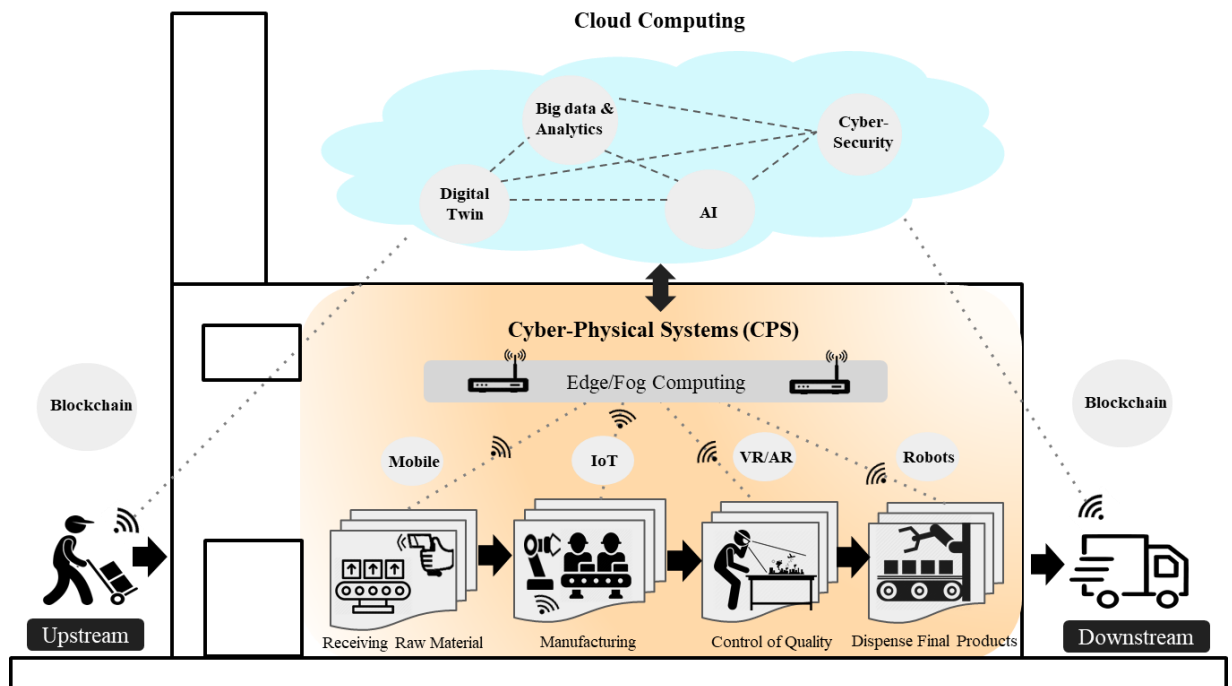 Cloud Computing
Big data &
Analytics
Cyber-
Security
Digital
Twin
AI
Cyber-Physical Systems (CPS)
Edge/Fog Computing
Blockchain
Blockchain
Mobile
IoT
VR/AR
Robots
Upstream
Receiving Raw Material
Manufacturing
Control of Quality
Dispense Final Products
Downstream